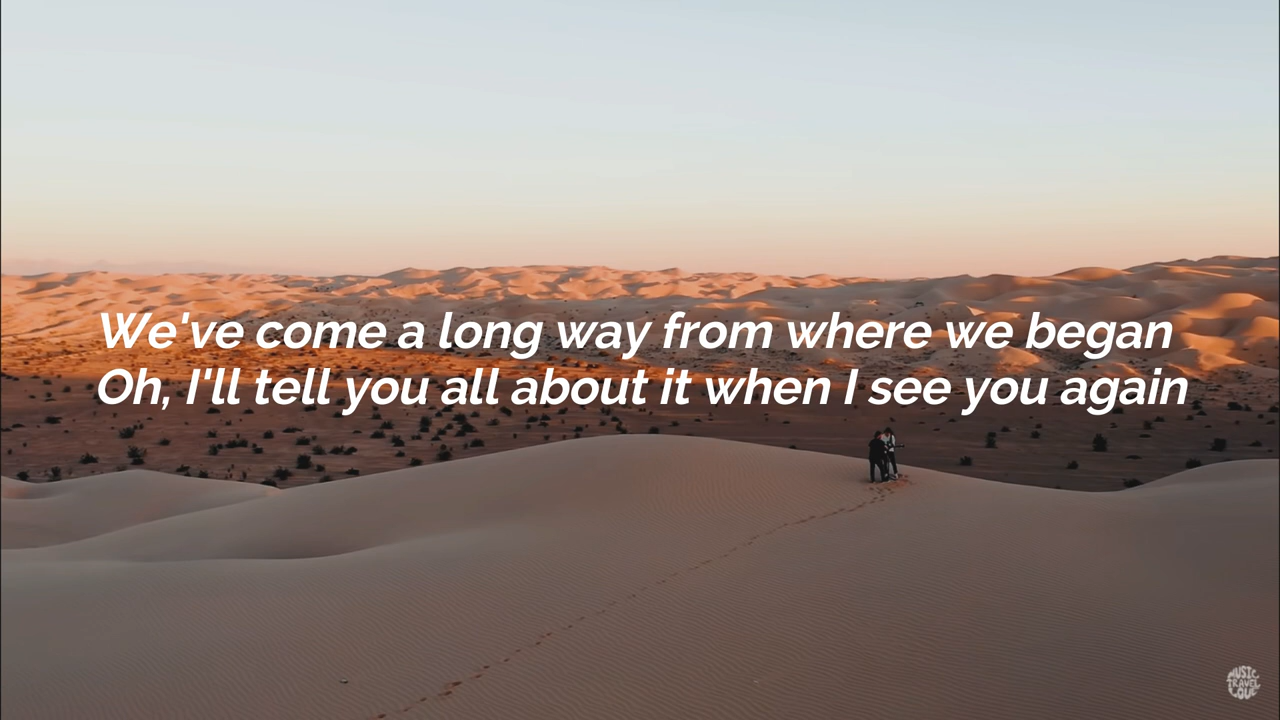 We've come a long way from where we began
Oh, I'll tell you all about it when I see you again
MUSIC
TRAVEL
LOVE